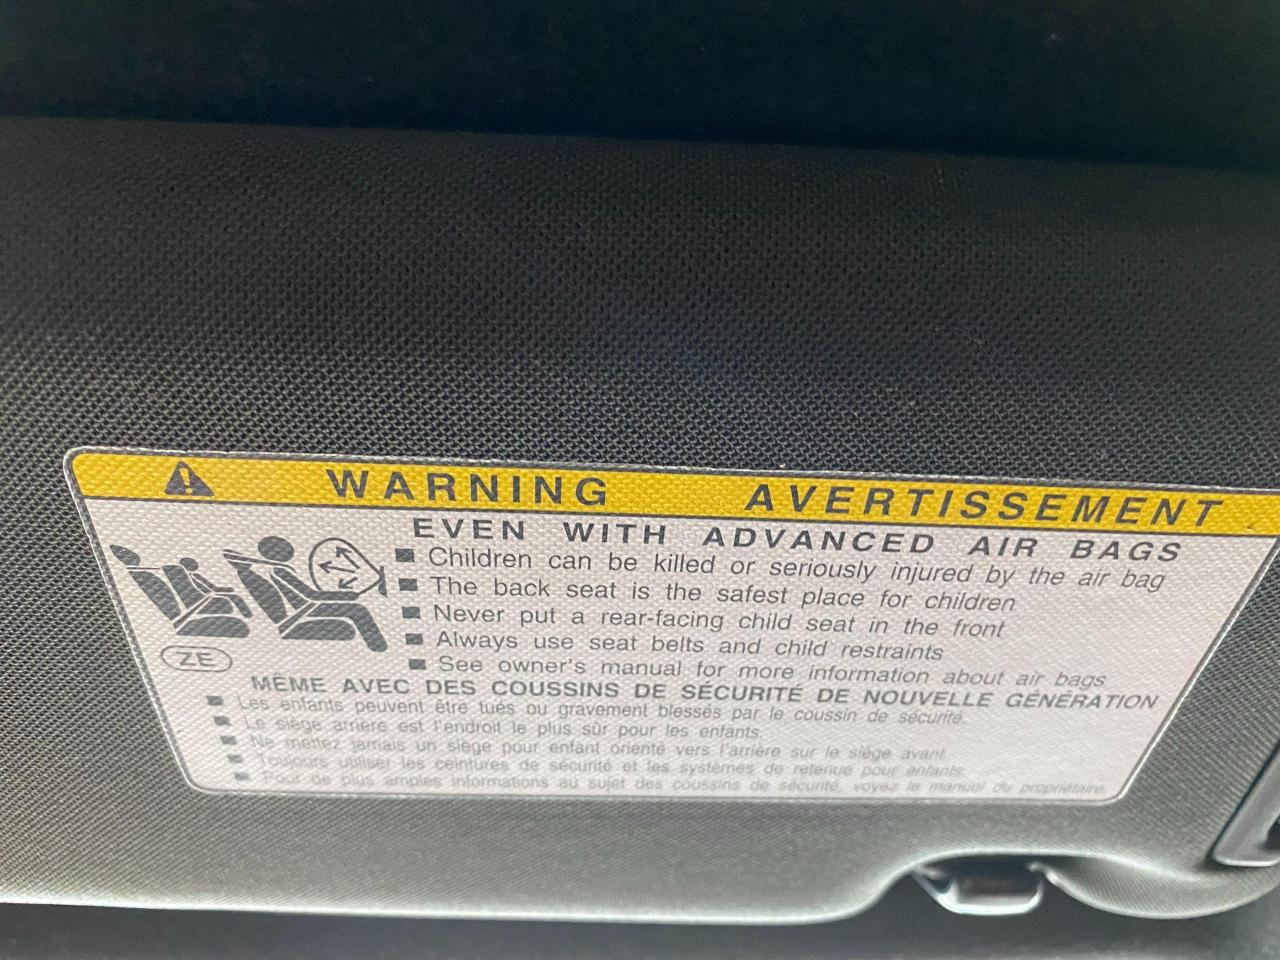 WARNING AVERTISSEMENT
EVEN WITH ADVANCED AIR BAGS
Children can be killed or seriously injured by the air bag
The back seat is the safest place for children
Never put a rear-facing child seat in the front
Always use seat belts and child restraints
See owner's manual for more information about air bags
ZE
MÊME AVEC DES COUSSINS DE SÉCURITÉ DE NOUVELLE GÉNÉRATION
Les enfants peuvent être tués ou gravement blessés par le coussin de sécurité.
Le siège arrière est l'endroit le plus sûr pour les enfants.
Ne mettez jamais un siège pour enfant orienté vers l'arrière sur le siège avant.
Toujours utiliser les ceintures de sécurité et les systèmes de retenue pour enfants.
Pour de plus amples informations au sujet des coussins de sécurité, voyez le manuel du propriétaire.